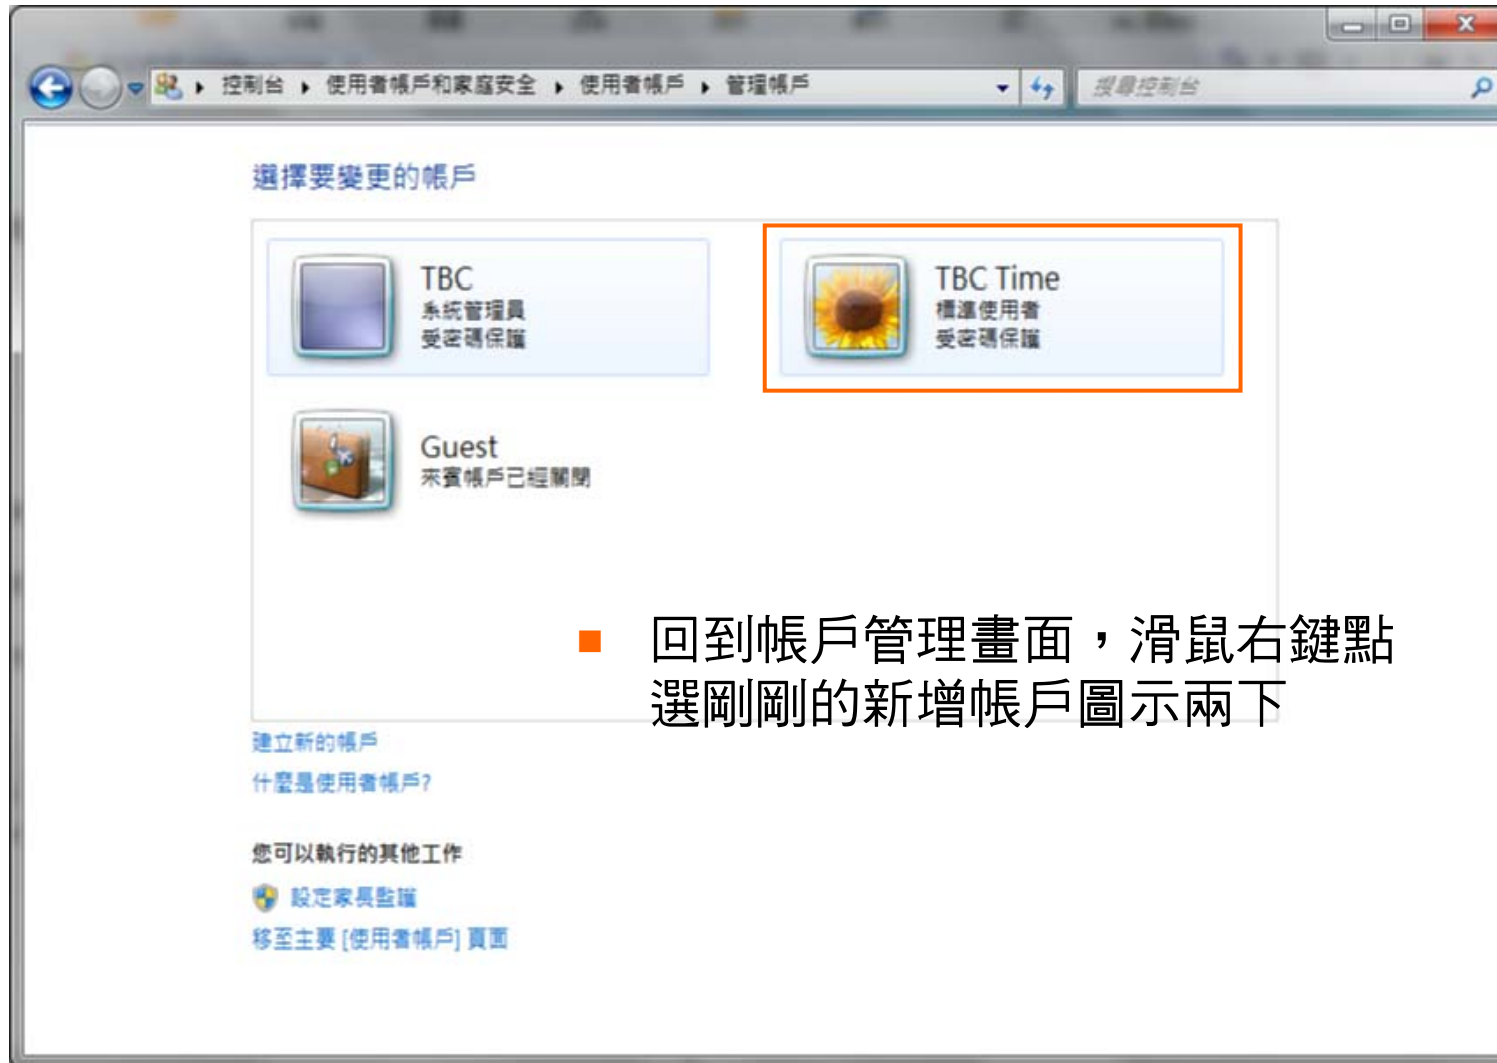 控制台 ▸ 使用者帳戶和家庭安全 ▸ 使用者帳戶 ▸ 管理帳戶
搜尋控制台
選擇要變更的帳戶
TBC
系統管理員
受密碼保護
TBC Time
標準使用者
受密碼保護
Guest
來賓帳戶已經關閉
■ 回到帳戶管理畫面，滑鼠右鍵點
選剛剛的新增帳戶圖示兩下
建立新的帳戶
什麼是使用者帳戶?
您可以執行的其他工作
設定家長監護
移至主要 [使用者帳戶] 頁面